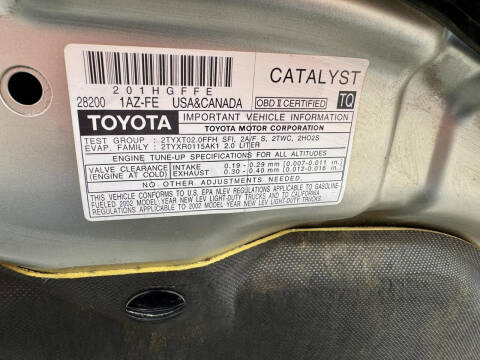 201HGFFE
CATALYST
28200 1AZ-FE USA&CANADA
OBD II CERTIFIED TQ
TOYOTA
IMPORTANT VEHICLE INFORMATION
TOYOTA MOTOR CORPORATION
TEST GROUP : 2TYXT02.0FFH SFI, 2A/F S, 2TWC, 2HO2S
EVAP. FAMILY : 2TYXR0115AK1 2.0 LITER
ENGINE TUNE-UP SPECIFICATIONS FOR ALL ALTITUDES
VALVE CLEARANCE INTAKE 0.19 - 0.29 mm [0.007-0.011 in.]
(ENGINE AT COLD) EXHAUST 0.30 - 0.40 mm [0.012-0.016 in.]
NO OTHER ADJUSTMENTS NEEDED.
THIS VEHICLE CONFORMS TO U.S. EPA NLEV REGULATIONS APPLICABLE TO GASOLINE-
FUELED 2002 MODEL YEAR NEW LEV LIGHT-DUTY TRUCKS AND TO CALIFORNIA
REGULATIONS APPLICABLE TO 2002 MODEL YEAR NEW LEV LIGHT-DUTY TRUCKS.